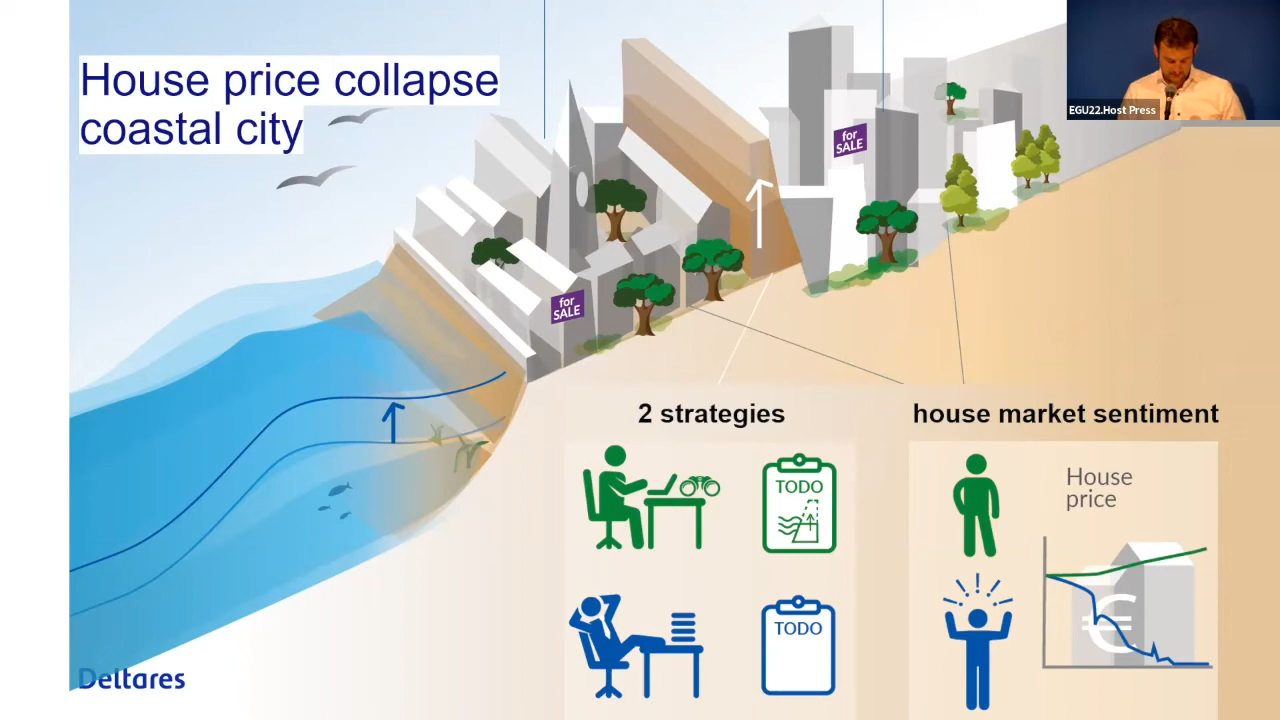 House price collapse
coastal city
EGU22.Host Press
for
SALE
for
SALE
2 strategies
house market sentiment
TODO
House
price
€
TODO
Deltares